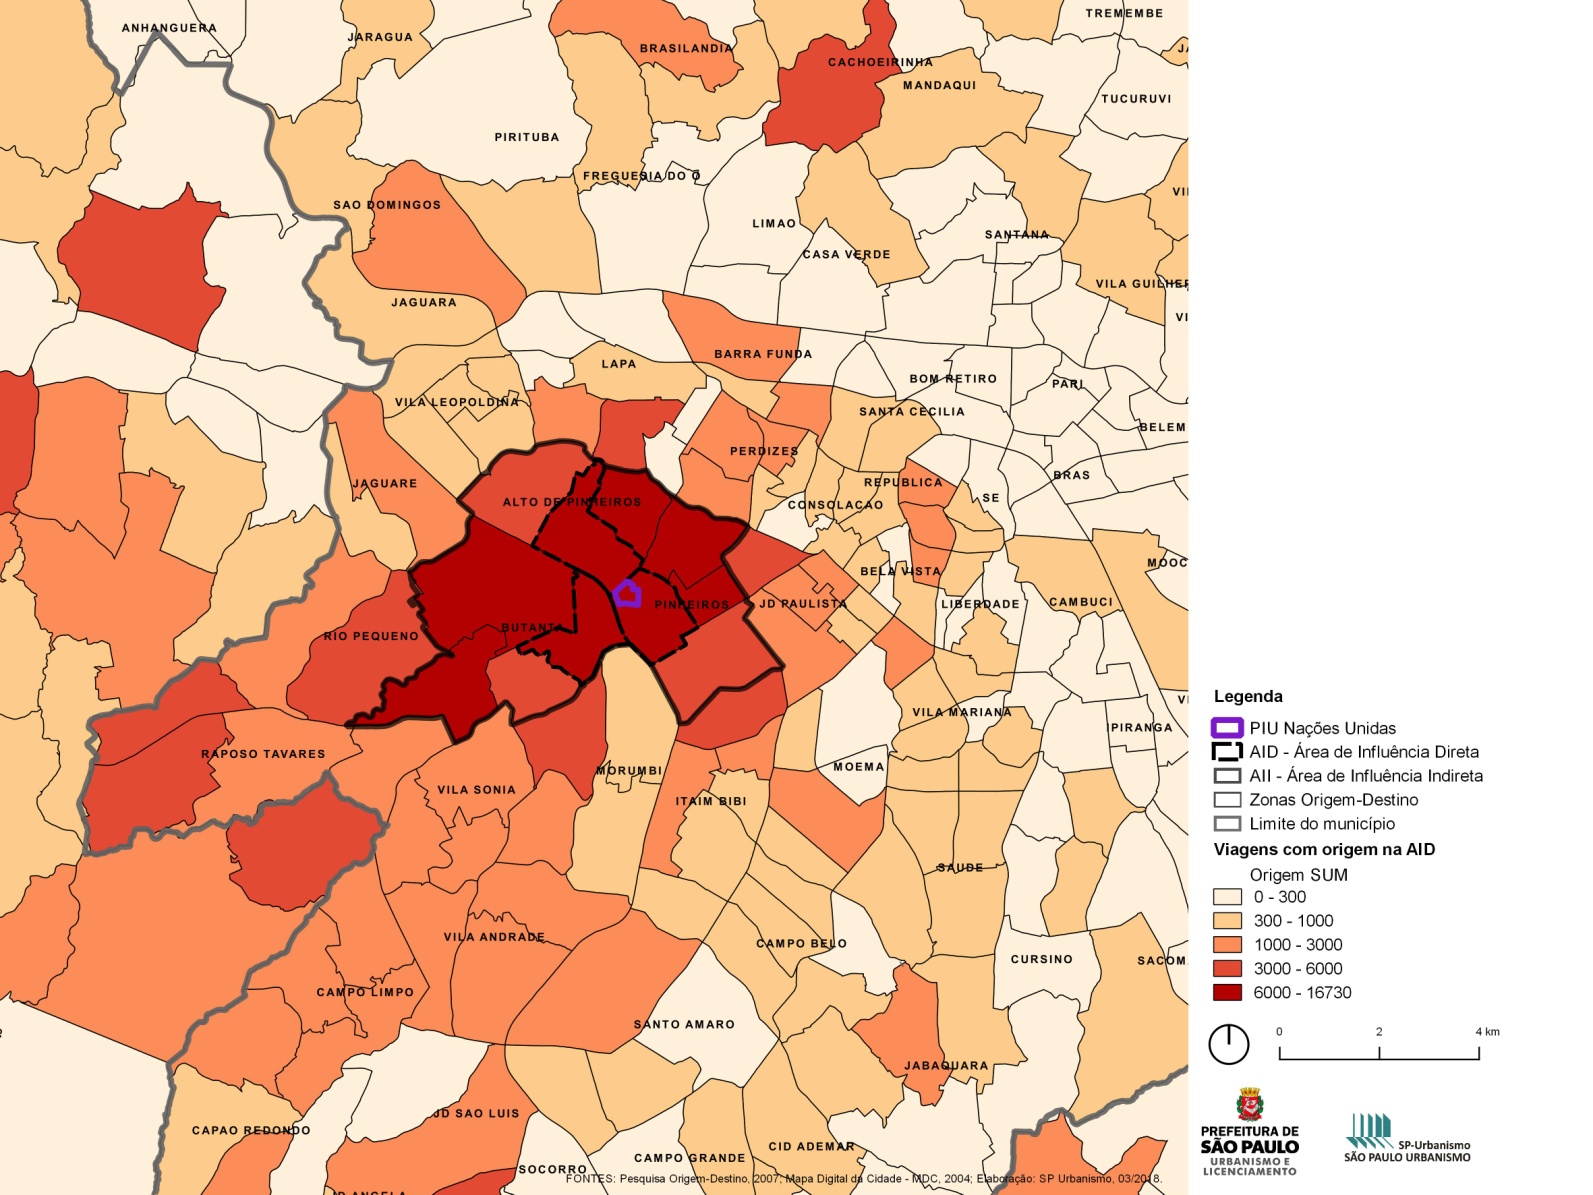 ANHANGUERA
JARAGUA
BRASILANDIA
CACHOEIRINHA
TREMEMBE
JA
MANDAQUI
TUCURUVI
PIRITUBA
FREGUESIA DO Ó
SAO DOMINGOS
LIMAO
CASA VERDE
SANTANA
VI
VILA GUILHER
JAGUARA
VI
LAPA
BARRA FUNDA
BOM RETIRO
PARI
VILA LEOPOLDINA
SANTA CECILIA
BELEM
PERDIZES
JAGUARE
REPUBLICA
BRAS
SE
ALTO DE PINHEIROS
CONSOLACAO
BELA VISTA
MOOC
PINHEIROS
JD PAULISTA
LIBERDADE
CAMBUCI
RIO PEQUENO
BUTANTA
VILA MARIANA
VI
IPIRANGA
RAPOSO TAVARES
MORUMBI
MOEMA
VILA SONIA
ITAIM BIBI
SAUDE
VILA ANDRADE
CAMPO BELO
CURSINO
SACOM
CAMPO LIMPO
SANTO AMARO
JABAQUARA
JD SAO LUIS
CAPAO REDONDO
CID ADEMAR
CAMPO GRANDE
SOCORRO
JD ANGELA
FONTES: Pesquisa Origem-Destino, 2007; Mapa Digital da Cidade - MDC, 2004; Elaboração: SP Urbanismo, 03/2018.
Legenda
PIU Nações Unidas
AID - Área de Influência Direta
AII - Área de Influência Indireta
Zonas Origem-Destino
Limite do município
Viagens com origem na AID
Origem SUM
0 - 300
300 - 1000
1000 - 3000
3000 - 6000
6000 - 16730
0 2 4 km
PREFEITURA DE
SÃO PAULO
URBANISMO E
LICENCIAMENTO
SP-Urbanismo
SÃO PAULO URBANISMO